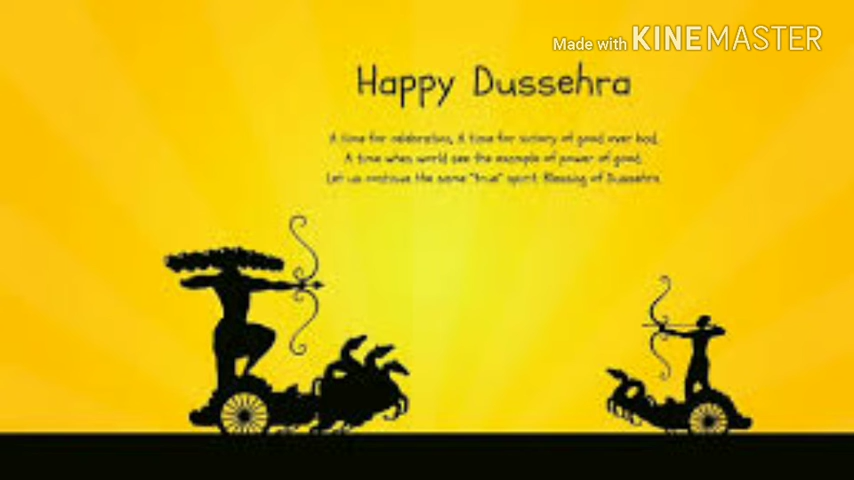 Made with KINEMASTER
Happy Dussehra
A time for celebration, A time for victory of good over bad,
A time when world see the example of power of good.
Let us continue the same "true" spirit. Blessing of Dussehra.